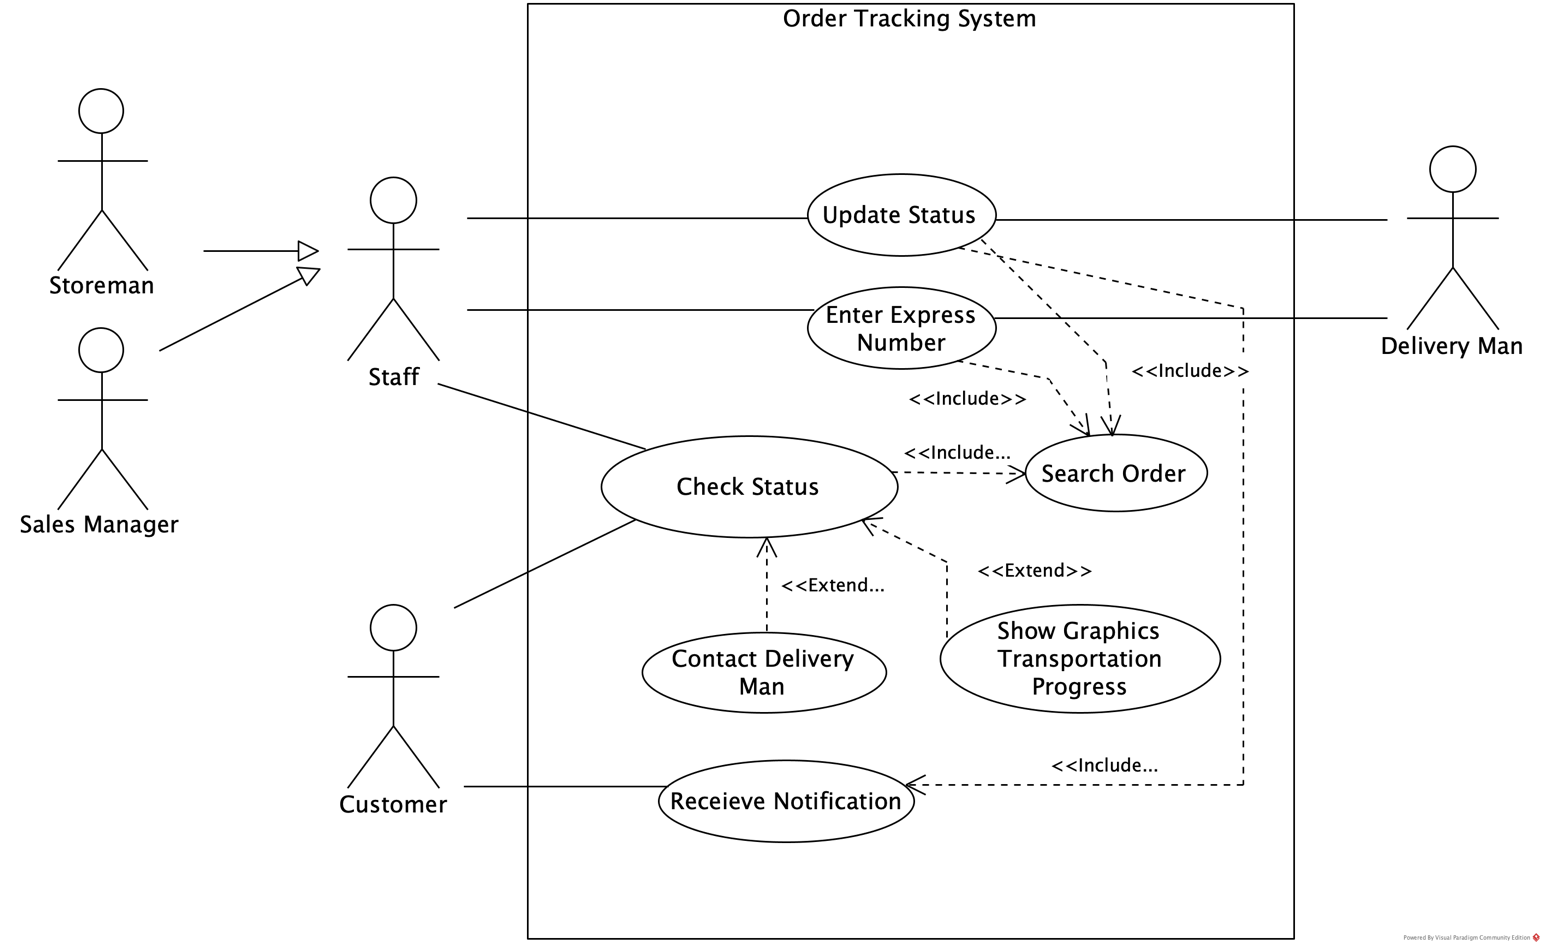 Order Tracking System
Storeman
Sales Manager
Staff
Customer
Delivery Man
Update Status
Enter Express
Number
<<Include>>
<<Include>>
<<Include...
Check Status
Search Order
<<Extend...
<<Extend>>
Contact Delivery
Man
Show Graphics
Transportation
Progress
<<Include...
Receieve Notification
Powered By Visual Paradigm Community Edition